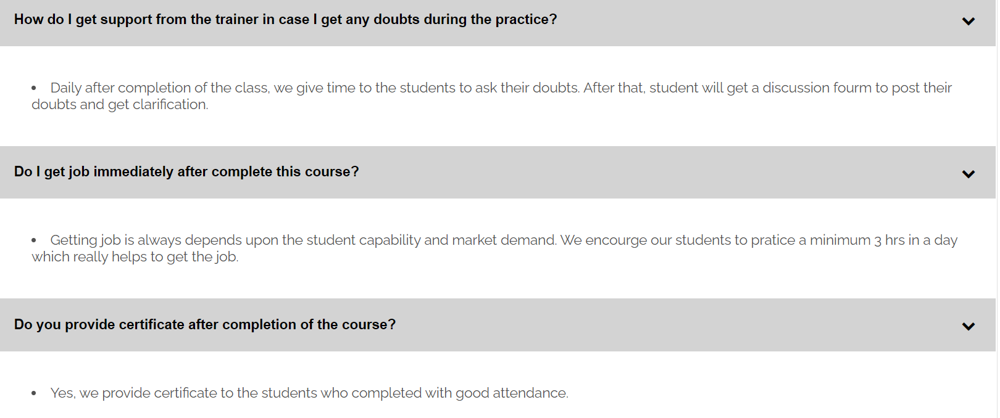 How do I get support from the trainer in case I get any doubts during the practice?
• Daily after completion of the class, we give time to the students to ask their doubts. After that, student will get a discussion fourm to post their
doubts and get clarification.
Do I get job immediately after complete this course?
• Getting job is always depends upon the student capability and market demand. We encourge our students to pratice a minimum 3 hrs in a day
which really helps to get the job.
Do you provide certificate after completion of the course?
• Yes, we provide certificate to the students who completed with good attendance.